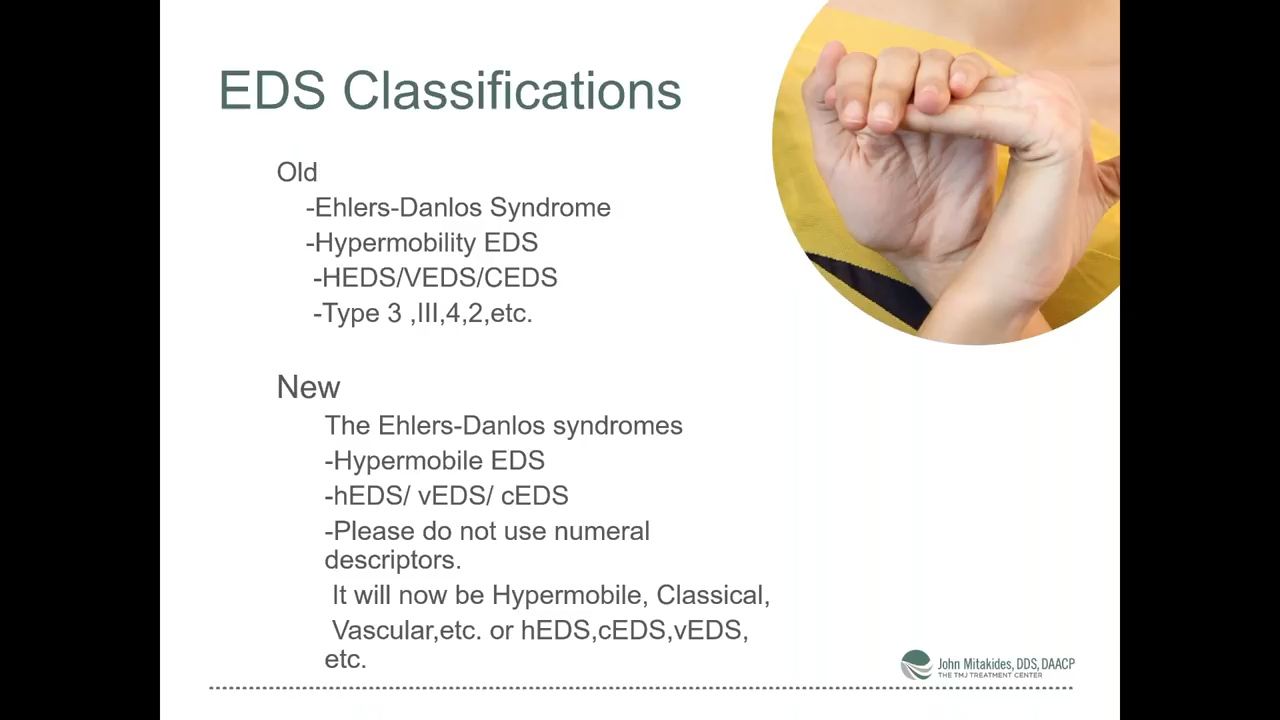 EDS Classifications
Old
-Ehlers-Danlos Syndrome
-Hypermobility EDS
-HEDS/VEDS/CEDS
-Type 3 ,III,4,2,etc.
New
The Ehlers-Danlos syndromes
-Hypermobile EDS
-hEDS/ vEDS/ cEDS
-Please do not use numeral
descriptors.
It will now be Hypermobile, Classical,
Vascular,etc. or hEDS,cEDS,vEDS,
etc.
John Mitakides, DDS, DAACP
THE TMJ TREATMENT CENTER